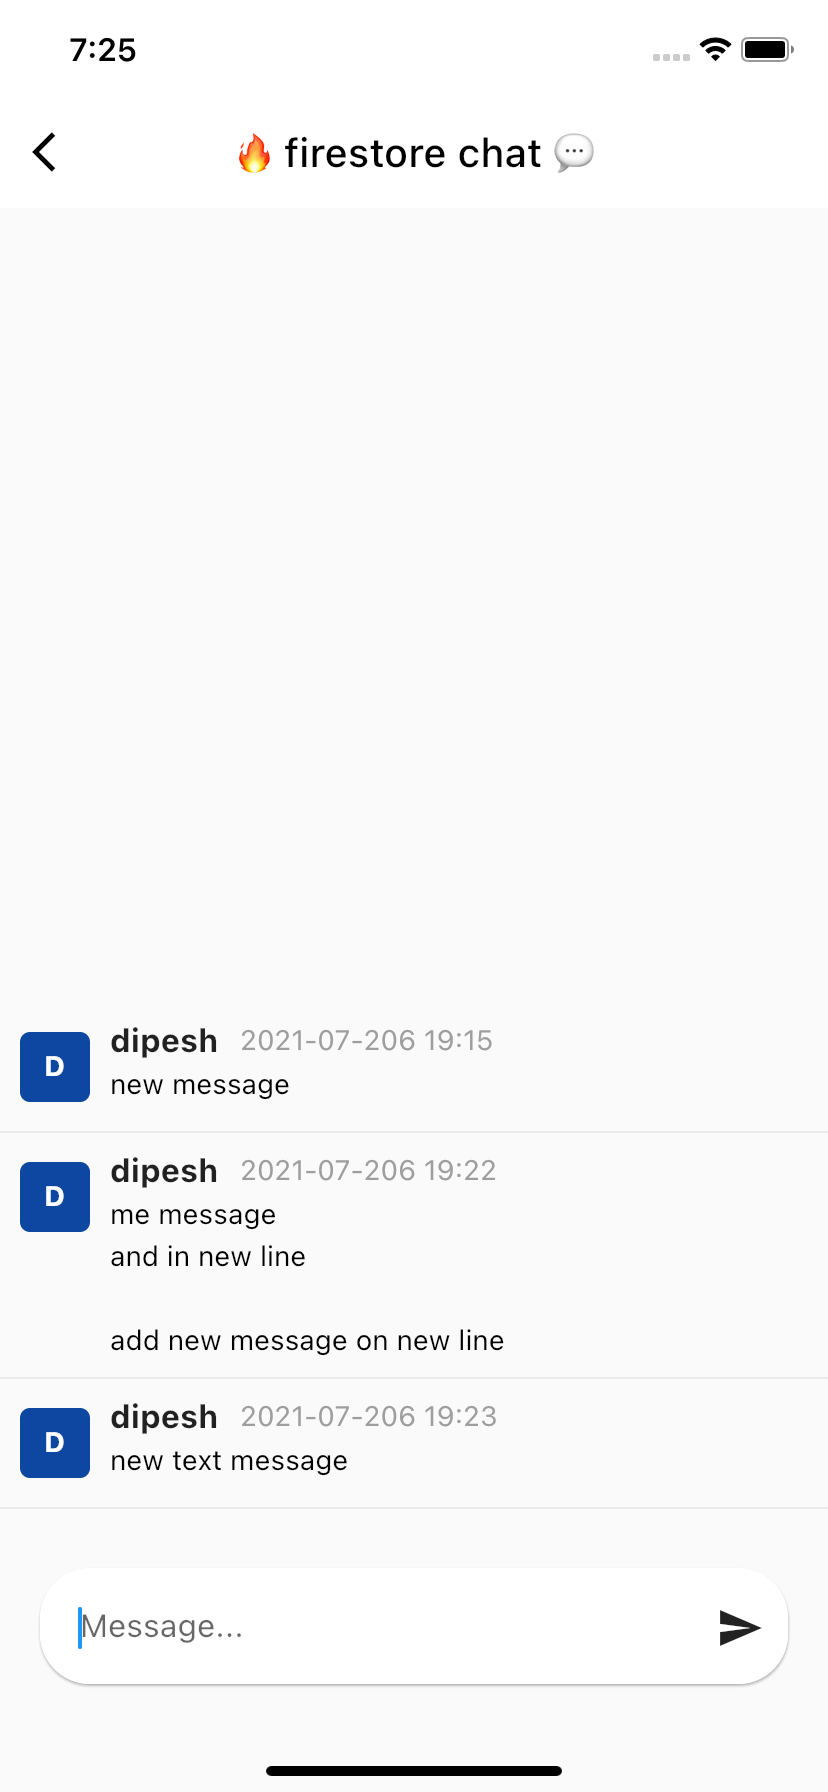 7:25
🔥 firestore chat 💬
D
dipesh 2021-07-206 19:15
new message
D
dipesh 2021-07-206 19:22
me message
and in new line
add new message on new line
D
dipesh 2021-07-206 19:23
new text message
Message...